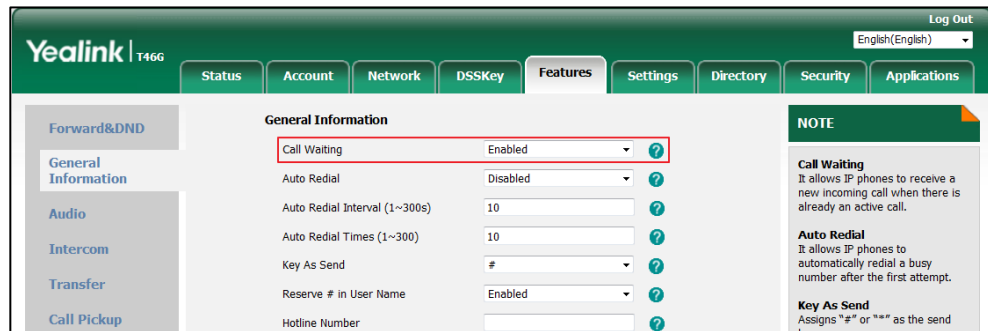 Log Out
Yealink T46G
English(English)
Status Account Network DSSKey Features Settings Directory Security Applications
Forward&DND
General
Information
Audio
Intercom
Transfer
Call Pickup
General Information
Call Waiting Enabled ?
Auto Redial Disabled ?
Auto Redial Interval (1~300s) 10 ?
Auto Redial Times (1~300) 10 ?
Key As Send # ?
Reserve # in User Name Enabled ?
Hotline Number ?
NOTE
Call Waiting
It allows IP phones to receive a
new incoming call when there is
already an active call.
Auto Redial
It allows IP phones to
automatically redial a busy
number after the first attempt.
Key As Send
Assigns "#" or "*" as the send